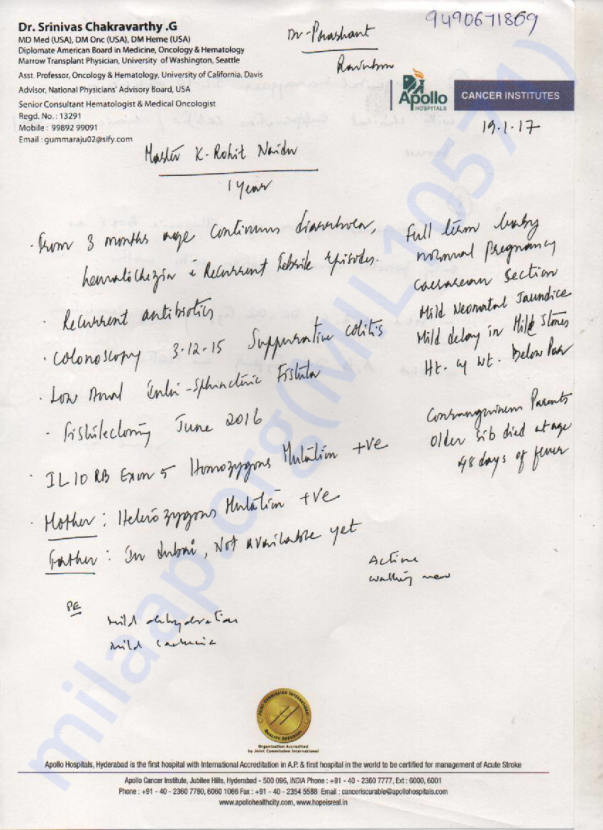 Dr. Srinivas Chakravarthy .G
MD Med (USA), DM Onc (USA), DM Heme (USA)
Diplomate American Board in Medicine, Oncology & Hematology
Marrow Transplant Physician, University of Washington, Seattle
Asst. Professor, Oncology & Hematology, University of California, Davis
Advisor, National Physicians' Advisory Board, USA
Senior Consultant Hematologist & Medical Oncologist
Regd. No. : 13291
Mobile : 99892 99091
Email : gummaraju02@sify.com
Dr. Prashant
Rainbow
9490671869
Apollo
HOSPITALS
CANCER INSTITUTES
19.1.17
Master K. Rohit Naidu
1 year
. From 3 months age continuous diarrhoea,
hematochezia & Recurrent febrile episodes.
. Recurrent antibiotics
. Colonoscopy 3-12-15 Suppurative colitis
. Low Anal Inter-Sphincteric Fistula
. Fistulectomy June 2016
. IL10RB Exon 5 Homozygous Mutation +ve
. Mother : Heterozygous Mutation +ve
Father : In Dubai, Not available yet
Full term baby
normal pregnancy
caesarean section
Mild Neonatal Jaundice
Mild delay in Mile Stones
Ht. & Wt. Below Par
Consanguineous Parents
Older sib died at age
48 days of fever
Active
walking now
PE
Mild dehydration
Mild
milaap.org
Organization Accredited
by Joint Commission International
Apollo Hospitals, Hyderabad is the first hospital with International Accreditation in A.P. & first hospital in the world to be certified for management of Acute Stroke
Apollo Cancer Institute, Jubilee Hills, Hyderabad - 500 096, INDIA Phone : +91 - 40 - 2360 7777, Ext : 6000, 6001
Phone : +91 - 40 - 2360 7780, 6060 1066 Fax : +91 - 40 - 2354 5588 Email : canceriscurable@apollohospitals.com
www.apollohealthcity.com, www.hopeisreal.in